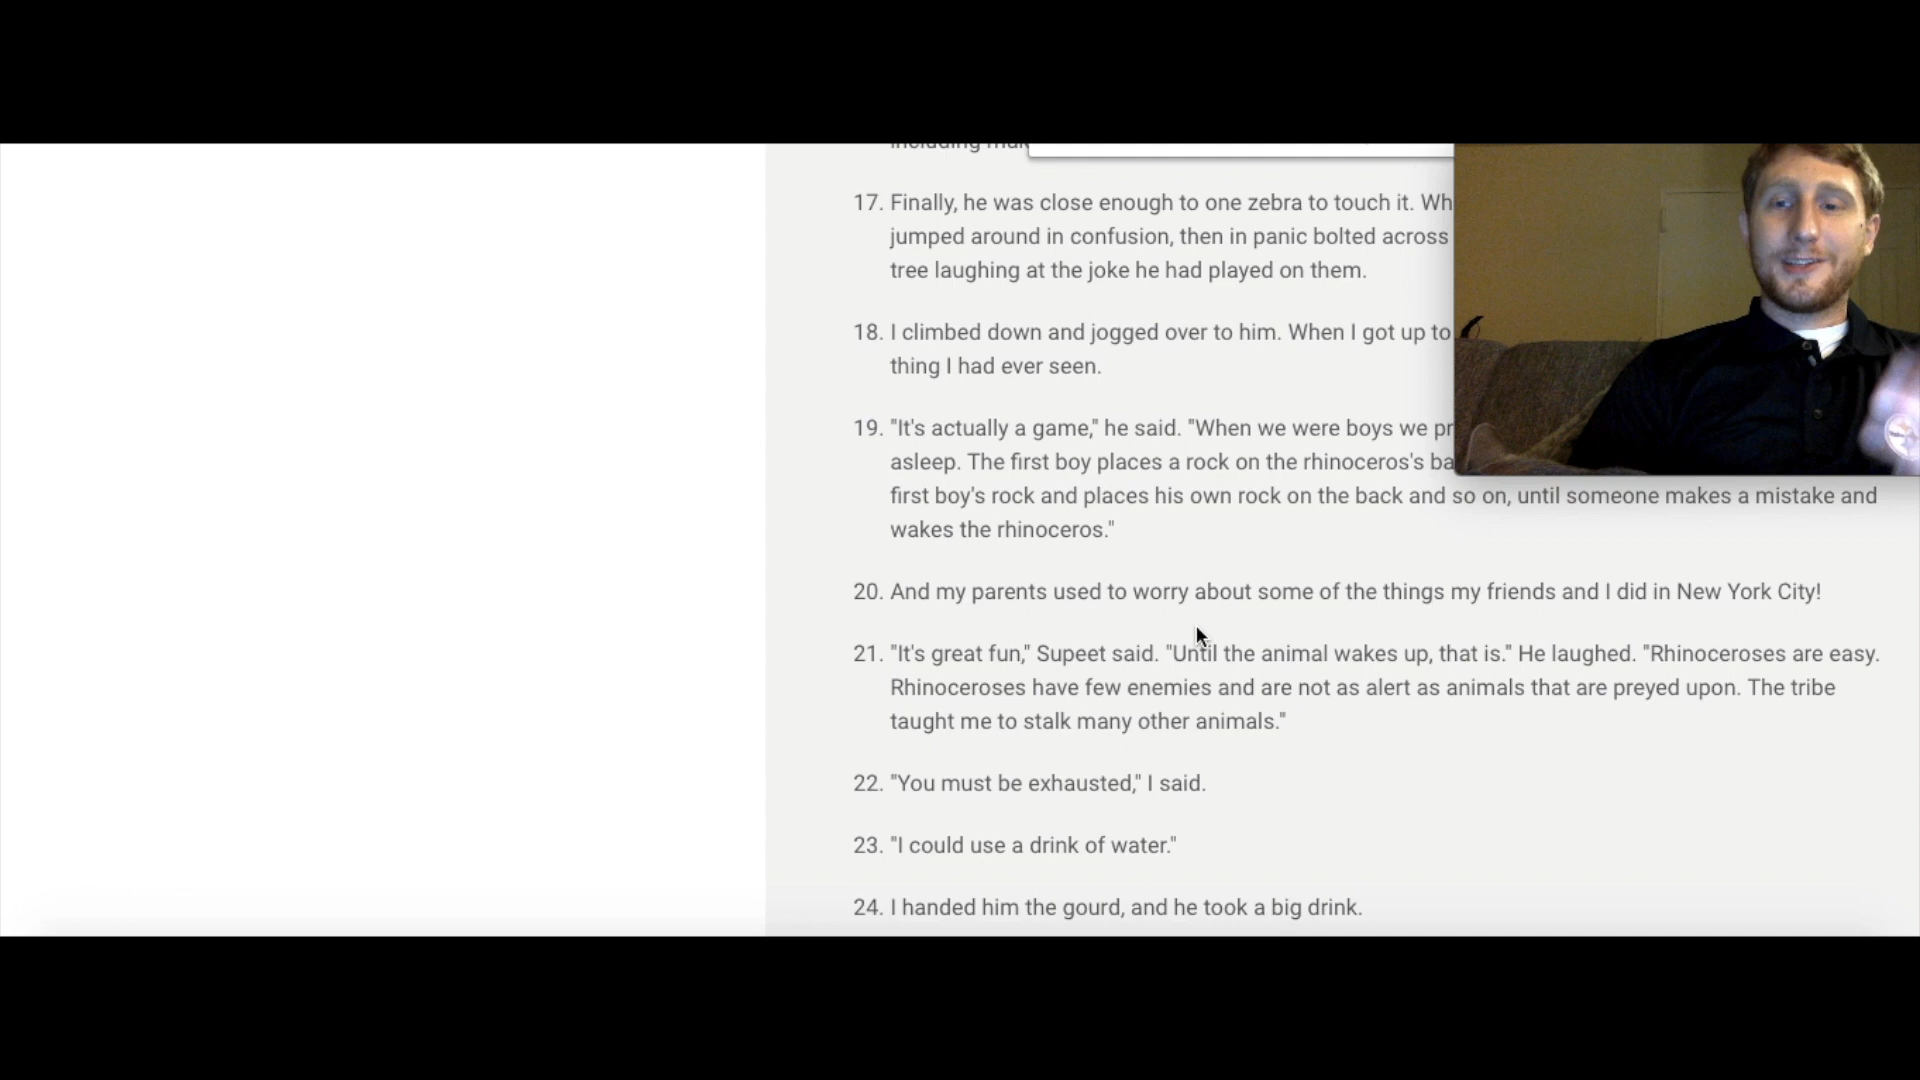 17. Finally, he was close enough to one zebra to touch it.
jumped around in confusion, then in panic bolted across
tree laughing at the joke he had played on them.
18. I climbed down and jogged over to him. When I got up to
thing I had ever seen.
19. "It's actually a game," he said. "When we were boys we
asleep. The first boy places a rock on the rhinoceros's
first boy's rock and places his own rock on the back and so on, until someone makes a mistake and
wakes the rhinoceros."
20. And my parents used to worry about some of the things my friends and I did in New York City!
21. "It's great fun," Supeet said. "Until the animal wakes up, that is." He laughed. "Rhinoceroses are easy.
Rhinoceroses have few enemies and are not as alert as animals that are preyed upon. The tribe
taught me to stalk many other animals."
22. "You must be exhausted," I said.
23. "I could use a drink of water."
24. I handed him the gourd, and he took a big drink.